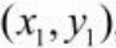 (x₁, y₁)